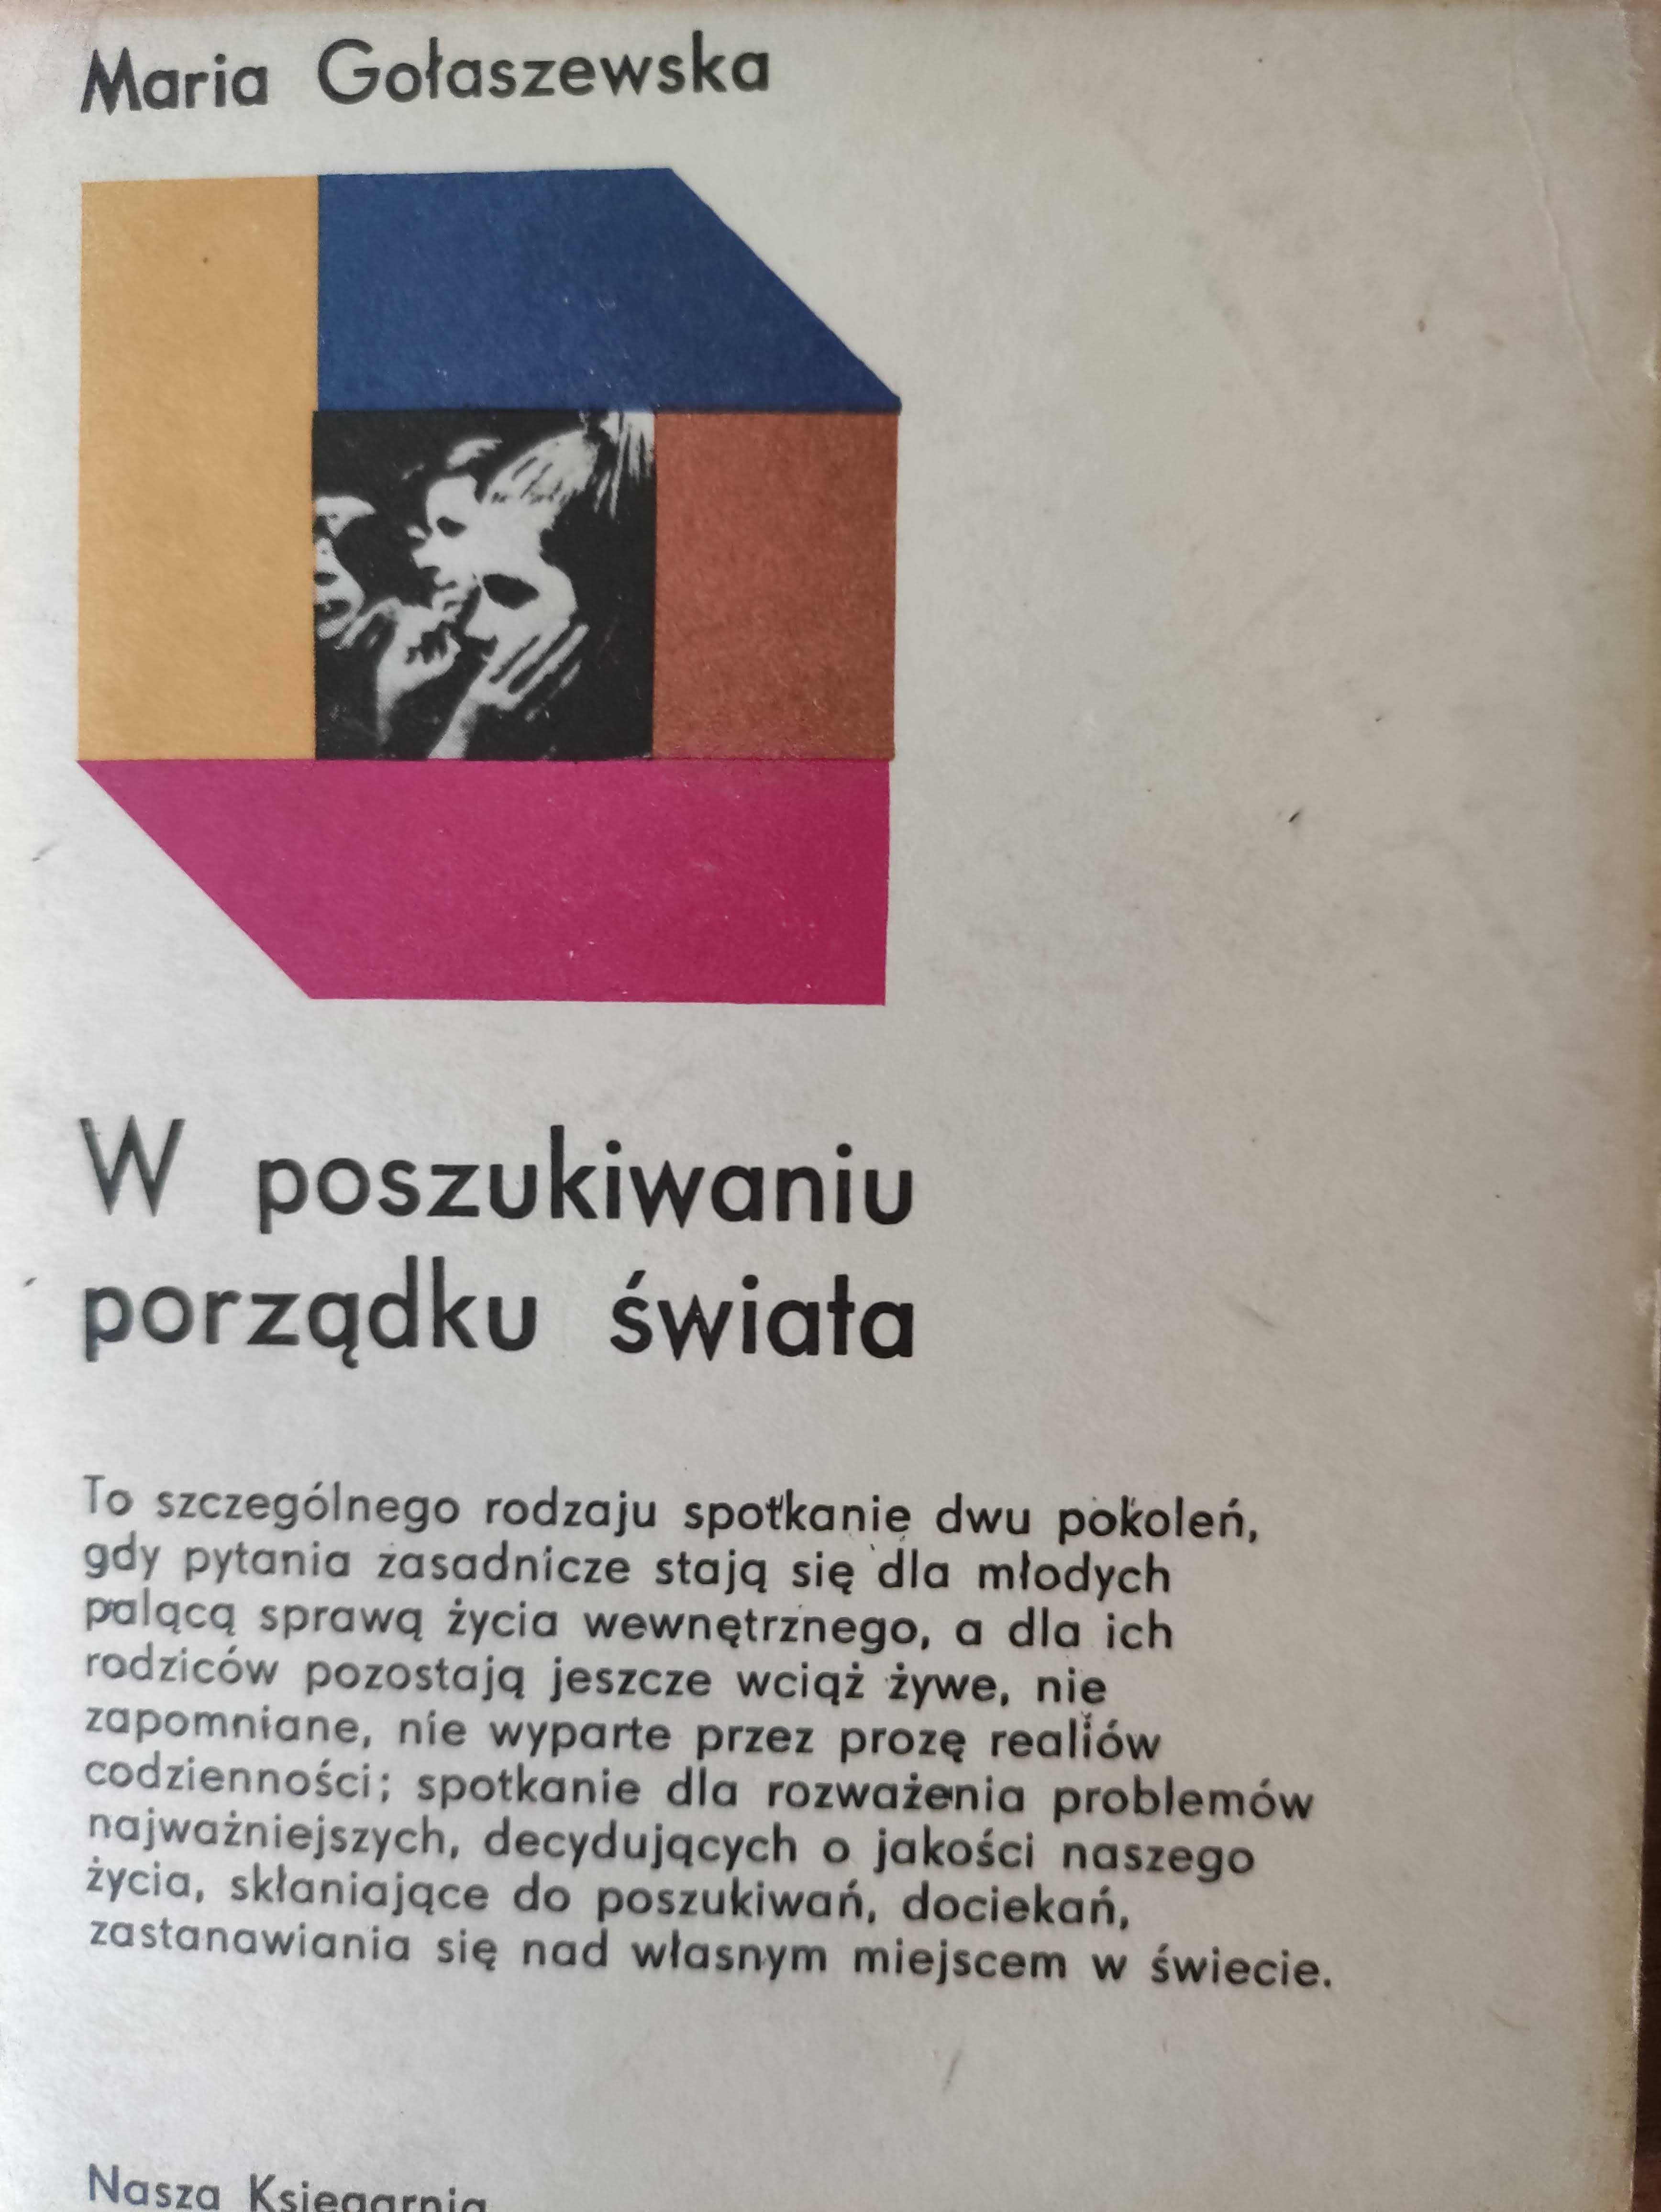 Maria Gołaszewska
W poszukiwaniu
porządku świata
To szczególnego rodzaju spotkanie dwu pokoleń,
gdy pytania zasadnicze stają się dla młodych
palącą sprawą życia wewnętrznego, a dla ich
rodziców pozostają jeszcze wciąż żywe, nie
zapomniane, nie wyparte przez prozę realiów
codzienności; spotkanie dla rozważenia problemów
najważniejszych, decydujących o jakości naszego
życia, skłaniające do poszukiwań, dociekań,
zastanawiania się nad własnym miejscem w świecie.
Nasza Księgarnia